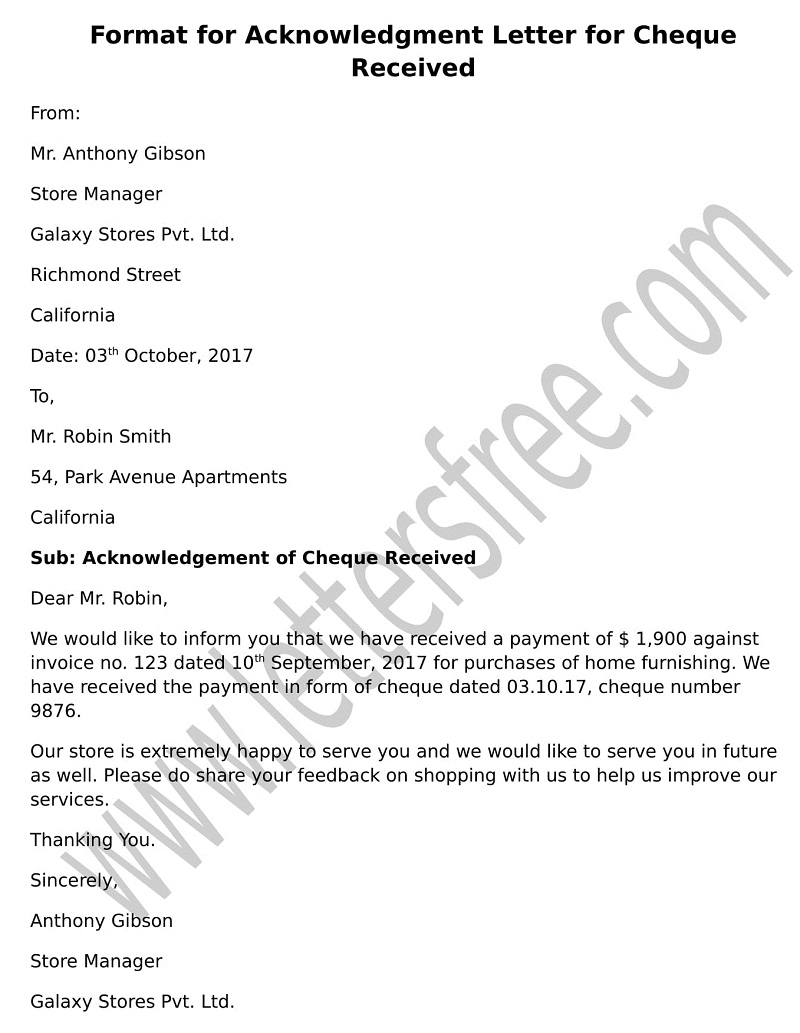 Format for Acknowledgment Letter for Cheque
Received
From:
Mr. Anthony Gibson
Store Manager
Galaxy Stores Pvt. Ltd.
Richmond Street
California
Date: 03th October, 2017
To,
Mr. Robin Smith
54, Park Avenue Apartments
California
Sub: Acknowledgement of Cheque Received
Dear Mr. Robin,
We would like to inform you that we have received a payment of $ 1,900 against
invoice no. 123 dated 10th September, 2017 for purchases of home furnishing. We
have received the payment in form of cheque dated 03.10.17, cheque number
9876.
Our store is extremely happy to serve you and we would like to serve you in future
as well. Please do share your feedback on shopping with us to help us improve our
services.
Thanking You.
Sincerely,
Anthony Gibson
Store Manager
Galaxy Stores Pvt. Ltd.
www.lettersfree.com